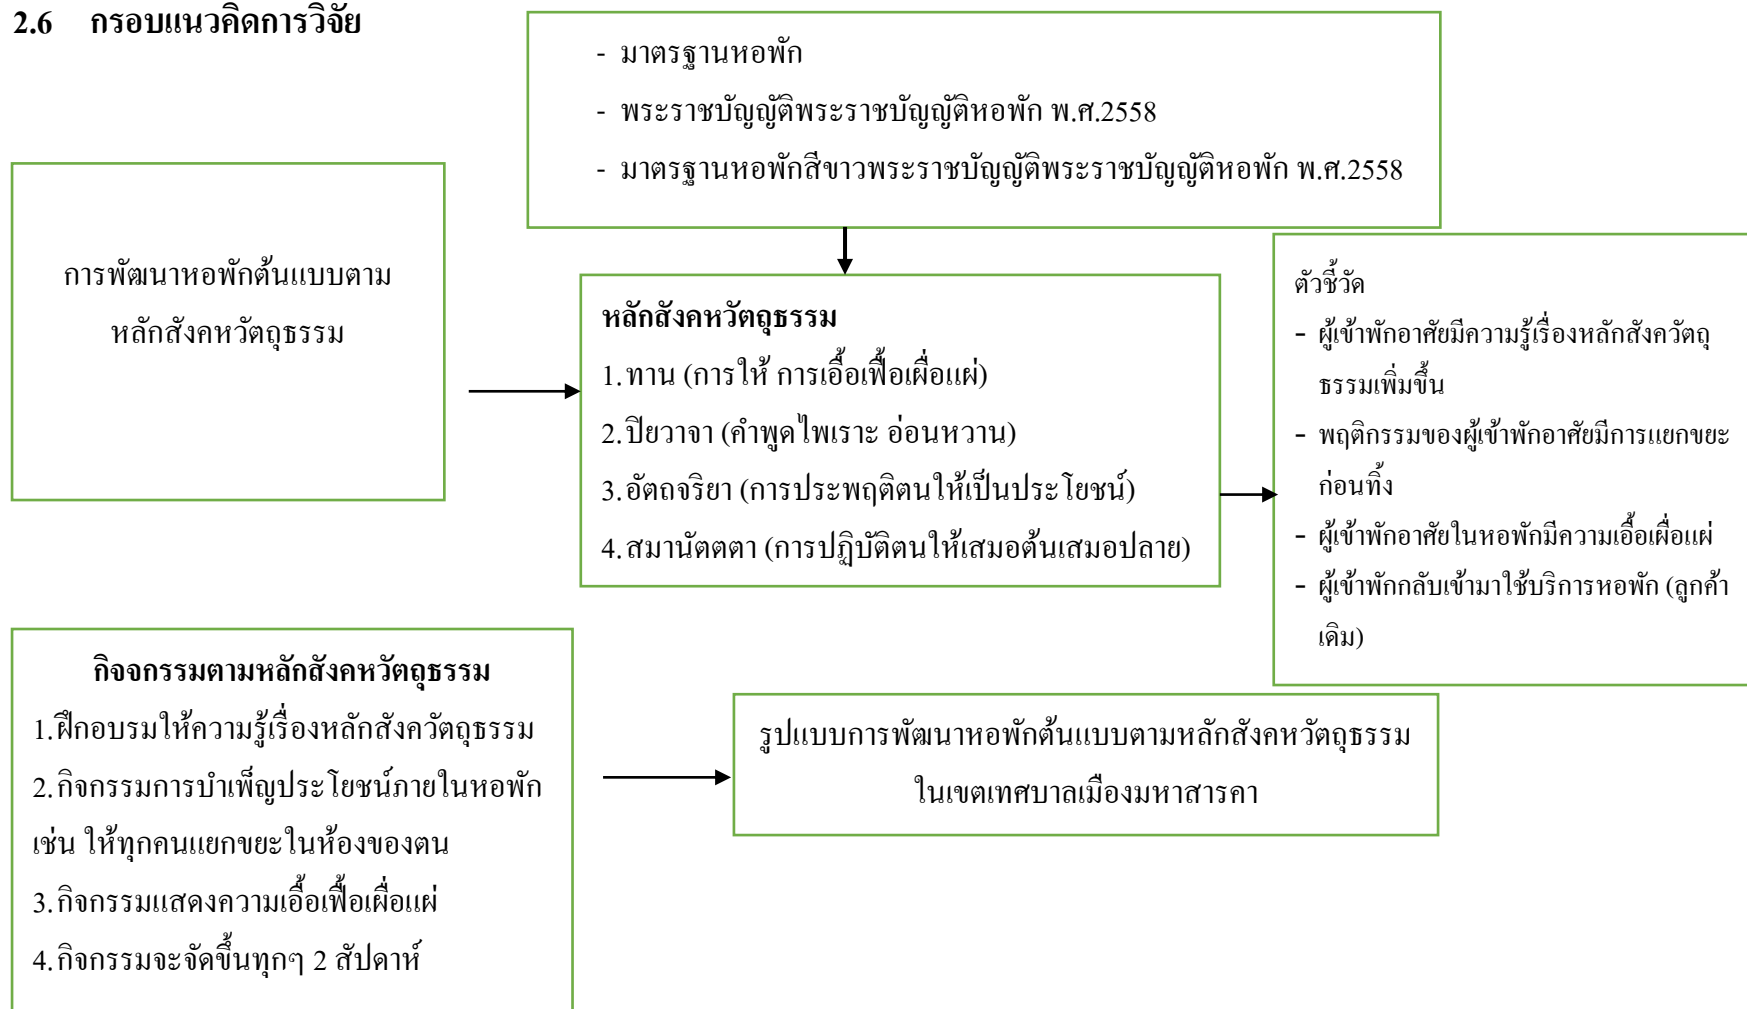 2.6 กรอบแนวคิดการวิจัย
- มาตรฐานหอพัก
- พระราชบัญญัติพระราชบัญญัติหอพัก พ.ศ.2558
- มาตรฐานหอพักสีขาวพระราชบัญญัติพระราชบัญญัติหอพัก พ.ศ.2558
การพัฒนาหอพักต้นแบบตาม
หลักสังคหวัตถุธรรม
หลักสังคหวัตถุธรรม
1. ทาน (การให้ การเอื้อเฟื้อเผื่อแผ่)
2. ปิยวาจา (คำพูดไพเราะ อ่อนหวาน)
3. อัตถจริยา (การประพฤติตนให้เป็นประโยชน์)
4. สมานัตตตา (การปฏิบัติตนให้เสมอต้นเสมอปลาย)
ตัวชี้วัด
- ผู้เข้าพักอาศัยมีความรู้เรื่องหลักสังควัตถุ
ธรรมเพิ่มขึ้น
- พฤติกรรมของผู้เข้าพักอาศัยมีการแยกขยะ
ก่อนทิ้ง
- ผู้เข้าพักอาศัยในหอพักมีความเอื้อเผื่อแผ่
- ผู้เข้าพักกลับเข้ามาใช้บริการหอพัก (ลูกค้า
เดิม)
กิจจกรรมตามหลักสังคหวัตถุธรรม
1. ฝึกอบรมให้ความรู้เรื่องหลักสังควัตถุธรรม
2. กิจกรรมการบำเพ็ญประโยชน์ภายในหอพัก
เช่น ให้ทุกคนแยกขยะในห้องของตน
3. กิจกรรมแสดงความเอื้อเฟื้อเผื่อแผ่
4. กิจกรรมจะจัดขึ้นทุกๆ 2 สัปดาห์
รูปแบบการพัฒนาหอพักต้นแบบตามหลักสังคหวัตถุธรรม
ในเขตเทศบาลเมืองมหาสารคา